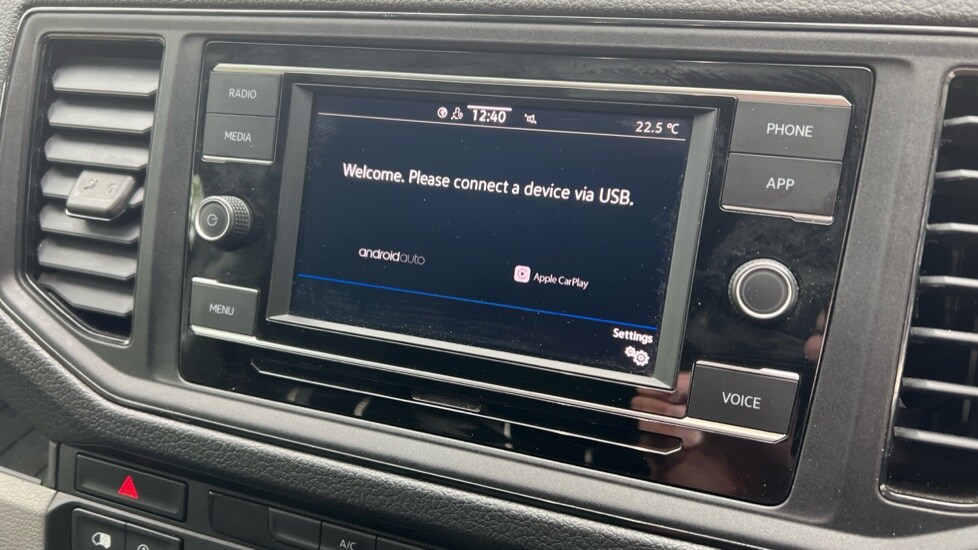 RADIO
MEDIA
MENU
12:40
22.5 °C
Welcome. Please connect a device via USB.
androidauto
Apple CarPlay
Settings
PHONE
APP
VOICE
A/C